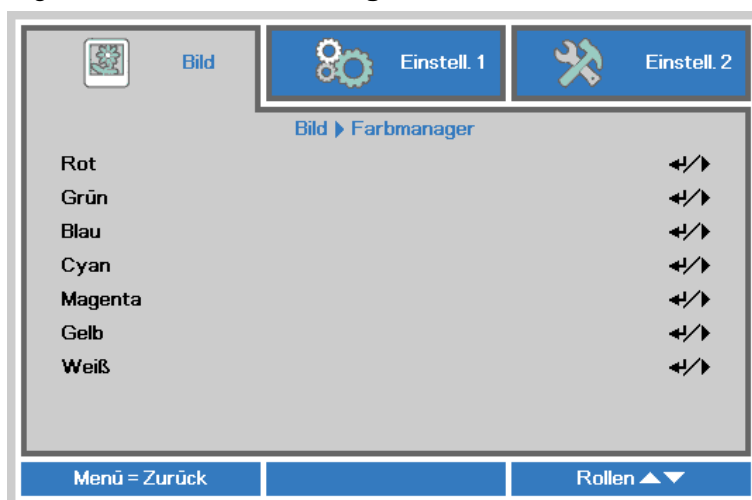 Bild
Einstell. 1
Einstell. 2
Bild ▶ Farbmanager
Rot
Grün
Blau
Cyan
Magenta
Gelb
Weiß
Menü = Zurück
Rollen ▲▼